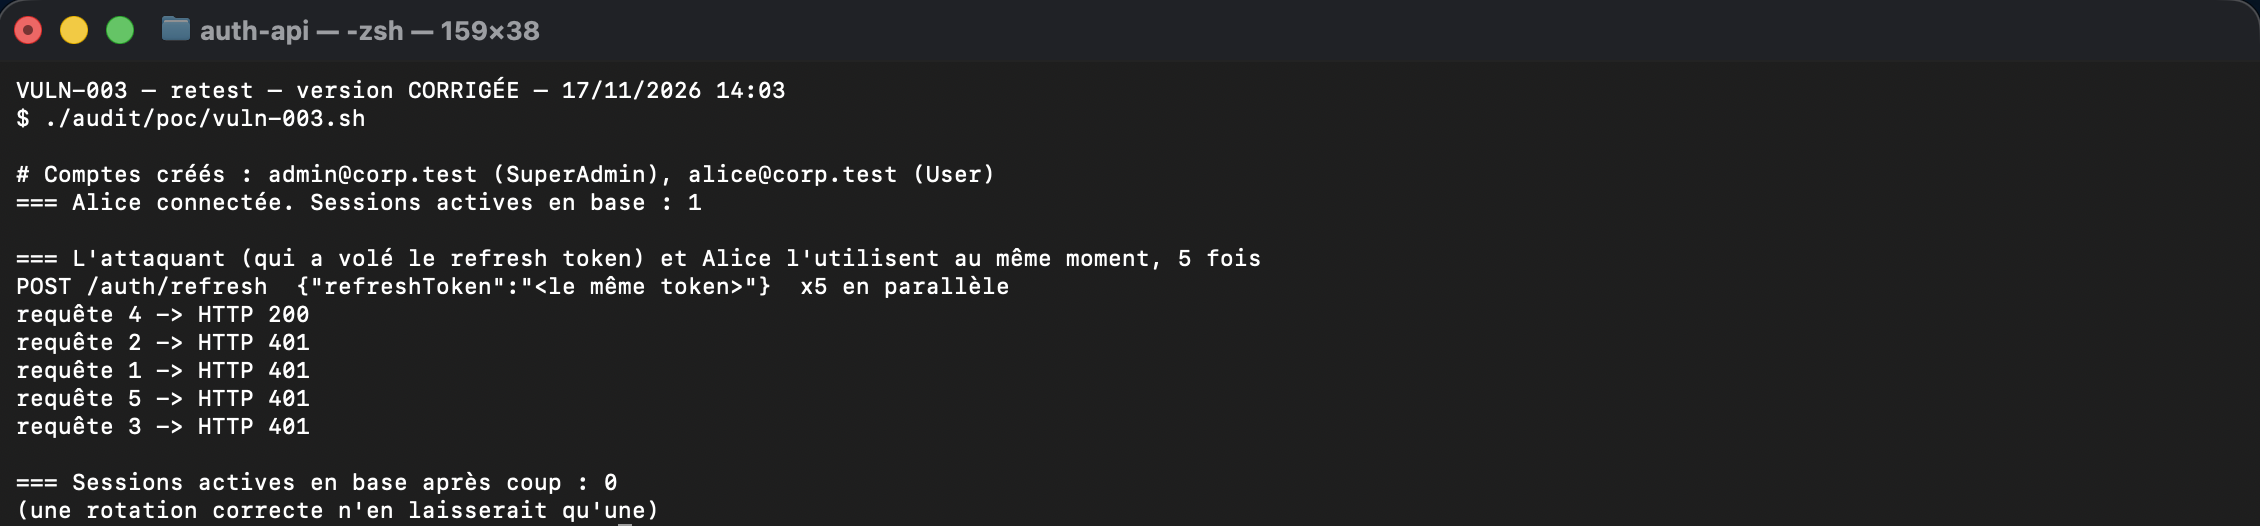 auth-api — -zsh — 159×38
VULN-003 — retest — version CORRIGÉE — 17/11/2026 14:03
$ ./audit/poc/vuln-003.sh
# Comptes créés : admin@corp.test (SuperAdmin), alice@corp.test (User)
=== Alice connectée. Sessions actives en base : 1
=== L'attaquant (qui a volé le refresh token) et Alice l'utilisent au même moment, 5 fois
POST /auth/refresh  {"refreshToken":"<le même token>"}  x5 en parallèle
requête 4 -> HTTP 200
requête 2 -> HTTP 401
requête 1 -> HTTP 401
requête 5 -> HTTP 401
requête 3 -> HTTP 401
=== Sessions actives en base après coup : 0
(une rotation correcte n'en laisserait qu'une)